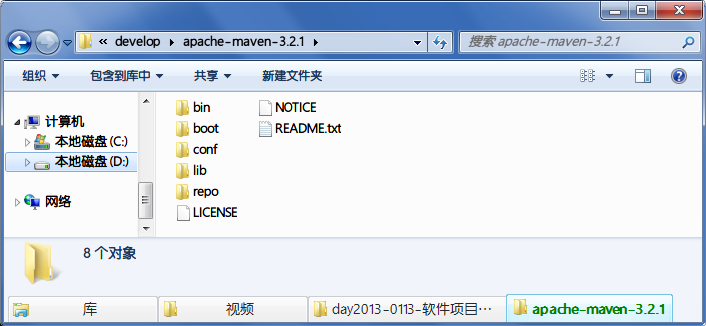 « develop ▸ apache-maven-3.2.1 ▸
搜索 apache-maven-3.2.1
组织 包含到库中 共享 新建文件夹
计算机
本地磁盘 (C:)
本地磁盘 (D:)
网络
bin
boot
conf
lib
repo
LICENSE
NOTICE
README.txt
8 个对象
库 视频 day2013-0113-软件项目… apache-maven-3.2.1